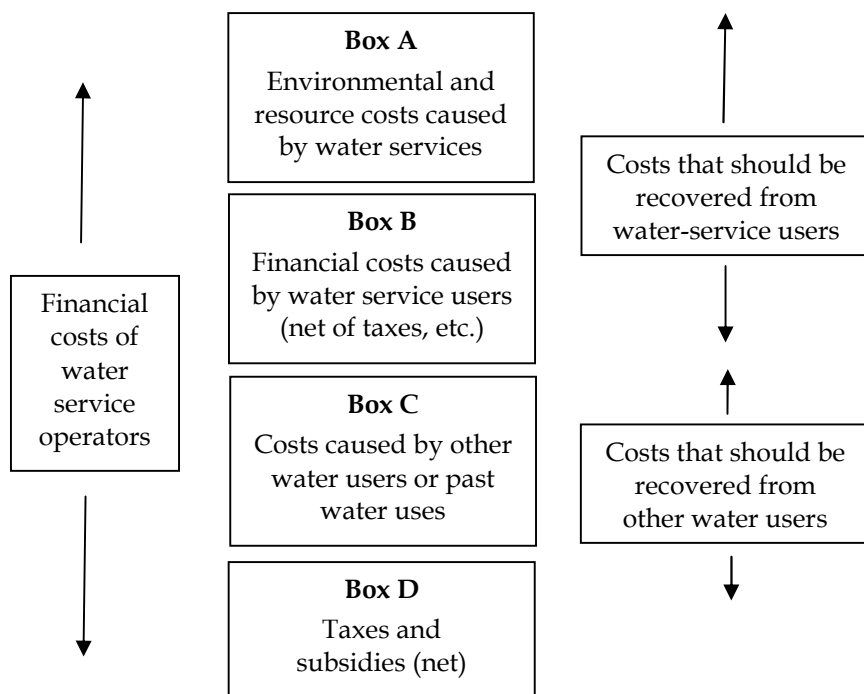 Box A
Environmental and
resource costs caused
by water services
Box B
Financial costs caused
by water service users
(net of taxes, etc.)
Box C
Costs caused by other
water users or past
water uses
Box D
Taxes and
subsidies (net)
Financial
costs of
water
service
operators
Costs that should be
recovered from
water-service users
Costs that should be
recovered from
other water users